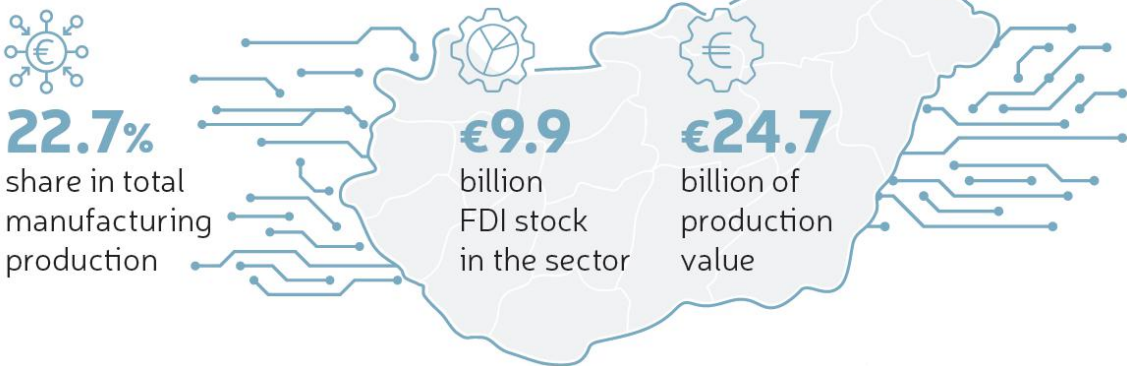 22.7%
share in total
manufacturing
production
€9.9
billion
FDI stock
in the sector
€24.7
billion of
production
value